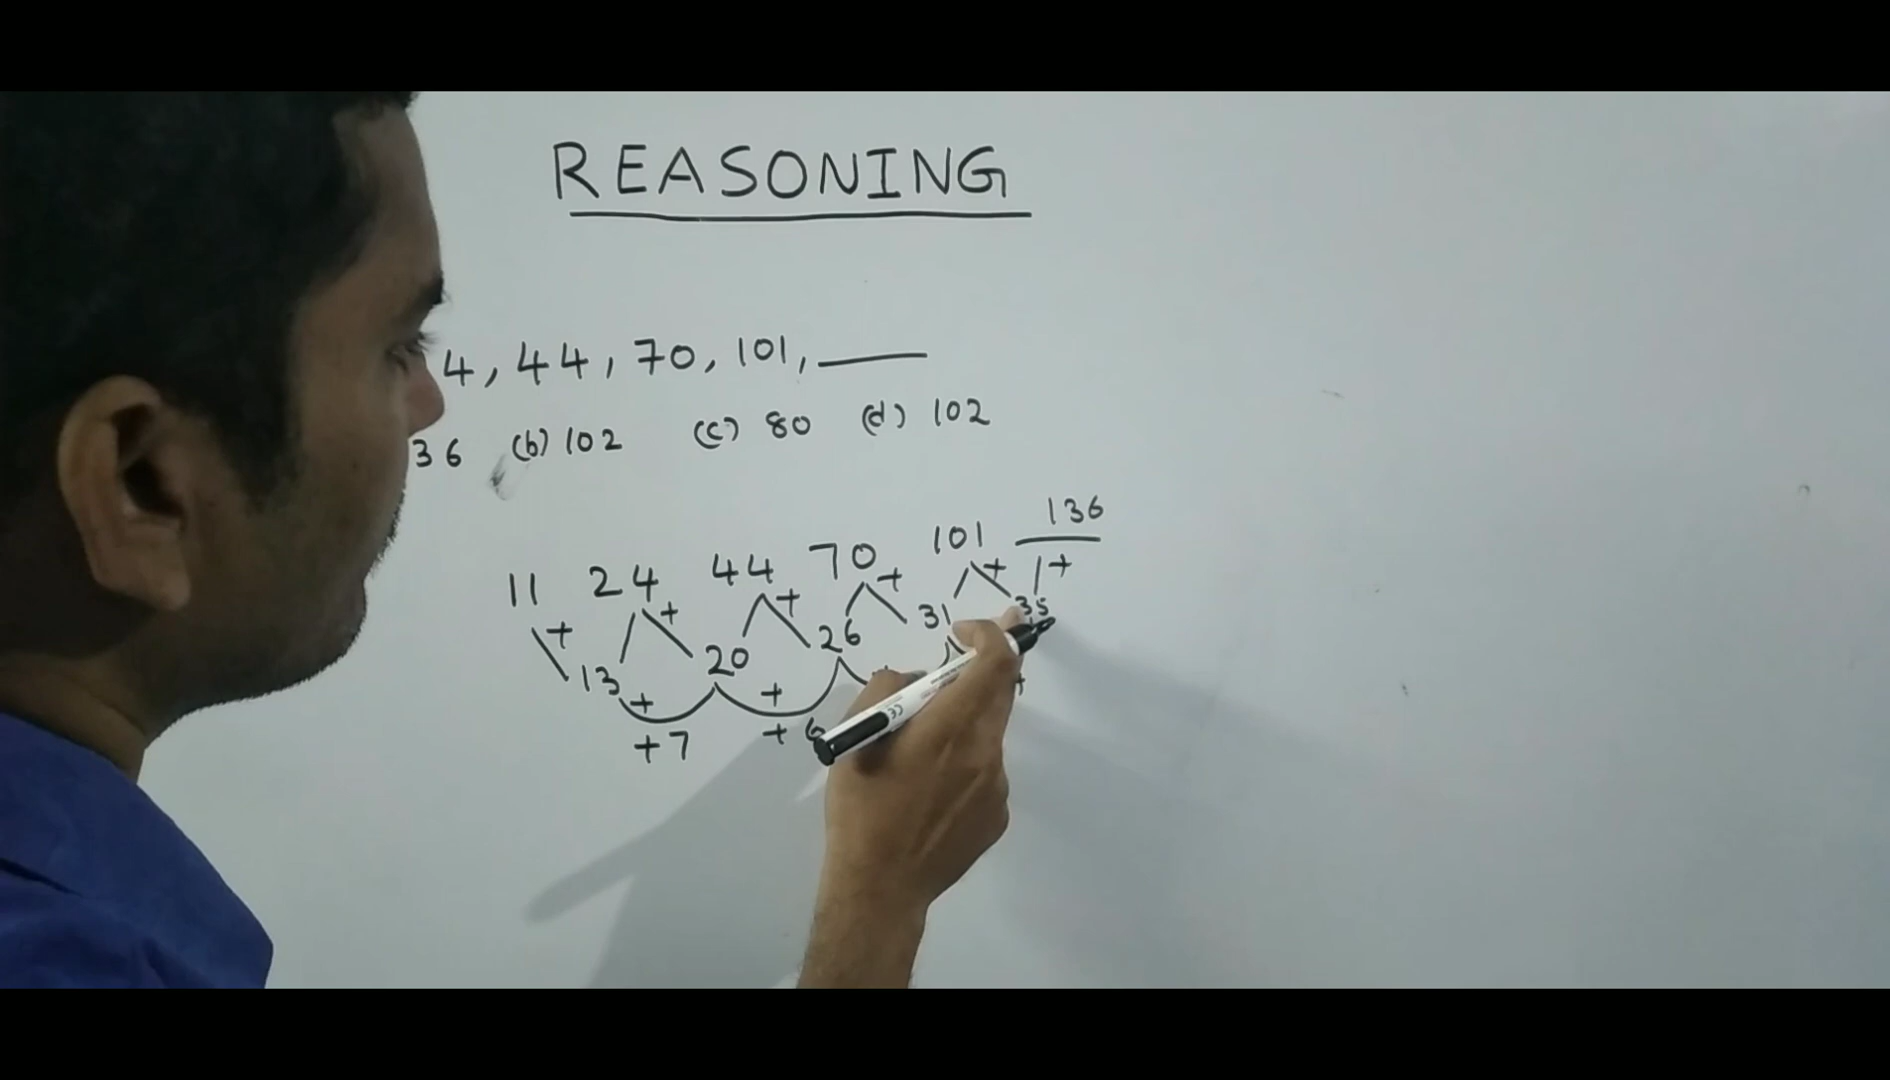 REASONING
4, 44, 70, 101, ____
36 (b) 102 (c) 80 (d) 102
11 24 44 70 101 136
+ + + + + +
13 20 26 31 35
+ +
+7 +6